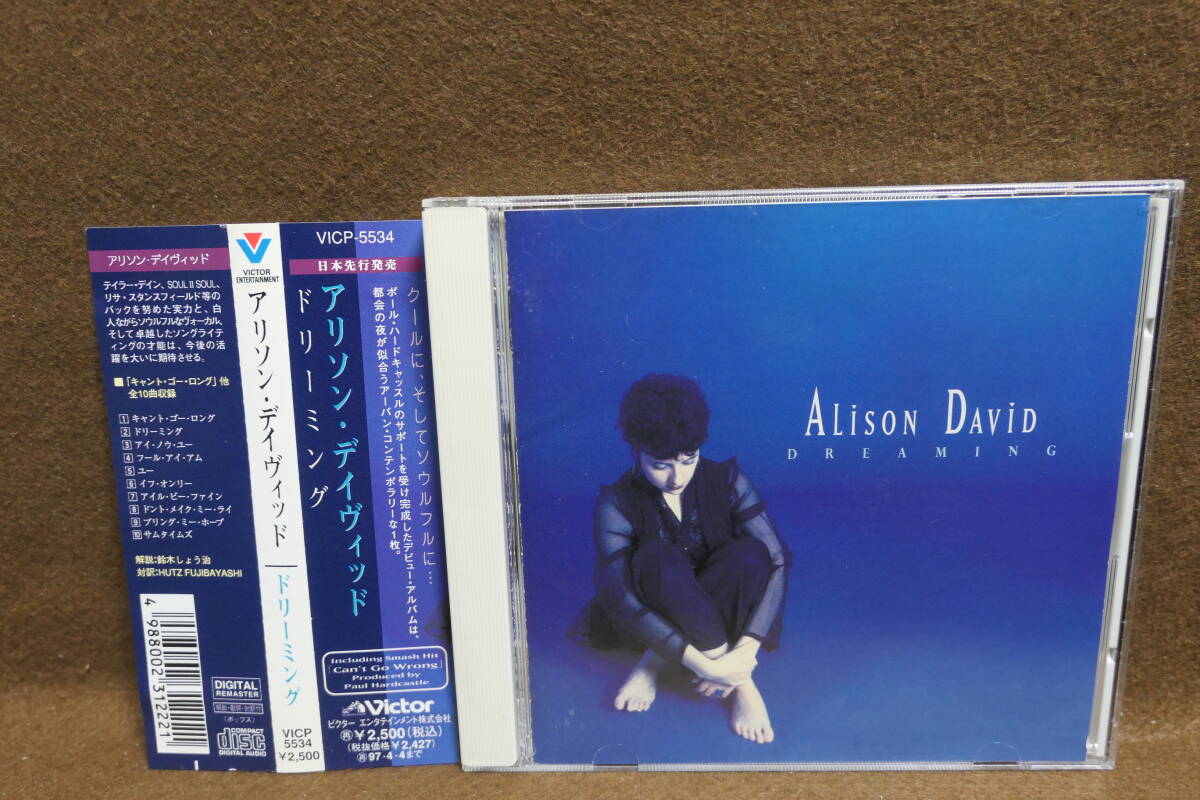 アリソン・デイヴィッド
テイラー・デイン、SOUL II SOUL、
リサ・スタンスフィールド等の
バックを努めた実力と、白
人ながらソウルフルなヴォーカル、
そして卓越したソングライティ
ングの才能は、今後の活
躍を大いに期待させる。
■「キャント・ゴー・ロング」他
全10曲収録
1 キャント・ゴー・ロング
2 ドリーミング
3 アイ・ノウ・ユー
4 フール・アイ・アム
5 ユー
6 イフ・オンリー
7 アイル・ビー・ファイン
8 ドント・メイク・ミー・ライ
9 ブリング・ミー・ホープ
10 サムタイムズ
解説:鈴木しょう治
対訳:HUTZ FUJIBAYASHI
4 988002 312221
DIGITAL
REMASTER
解説・歌詞・対訳付
(ポップス)
COMPACT
disc
DIGITAL AUDIO
VICTOR
ENTERTAINMENT
アリソン・デイヴィッド
ドリーミング
VICP
5534
¥2,500
VICP-5534
日本先行発売
クールに、そしてソウルフルに…
ポール・ハードキャッスルのサポートを受け完成したデビュー・アルバムは、
都会の夜が似合うアーバン・コンテンポラリーな1枚。
アリソン・デイヴィッド
ドリーミング
Including Smash Hit
「Can't Go Wrong」
Produced by
Paul Hardcastle
Victor
ビクター エンタテインメント株式会社
再¥2,500(税込)
(税抜価格¥2,427)
再97・4・4まで
ALISON DAVID
DREAMING